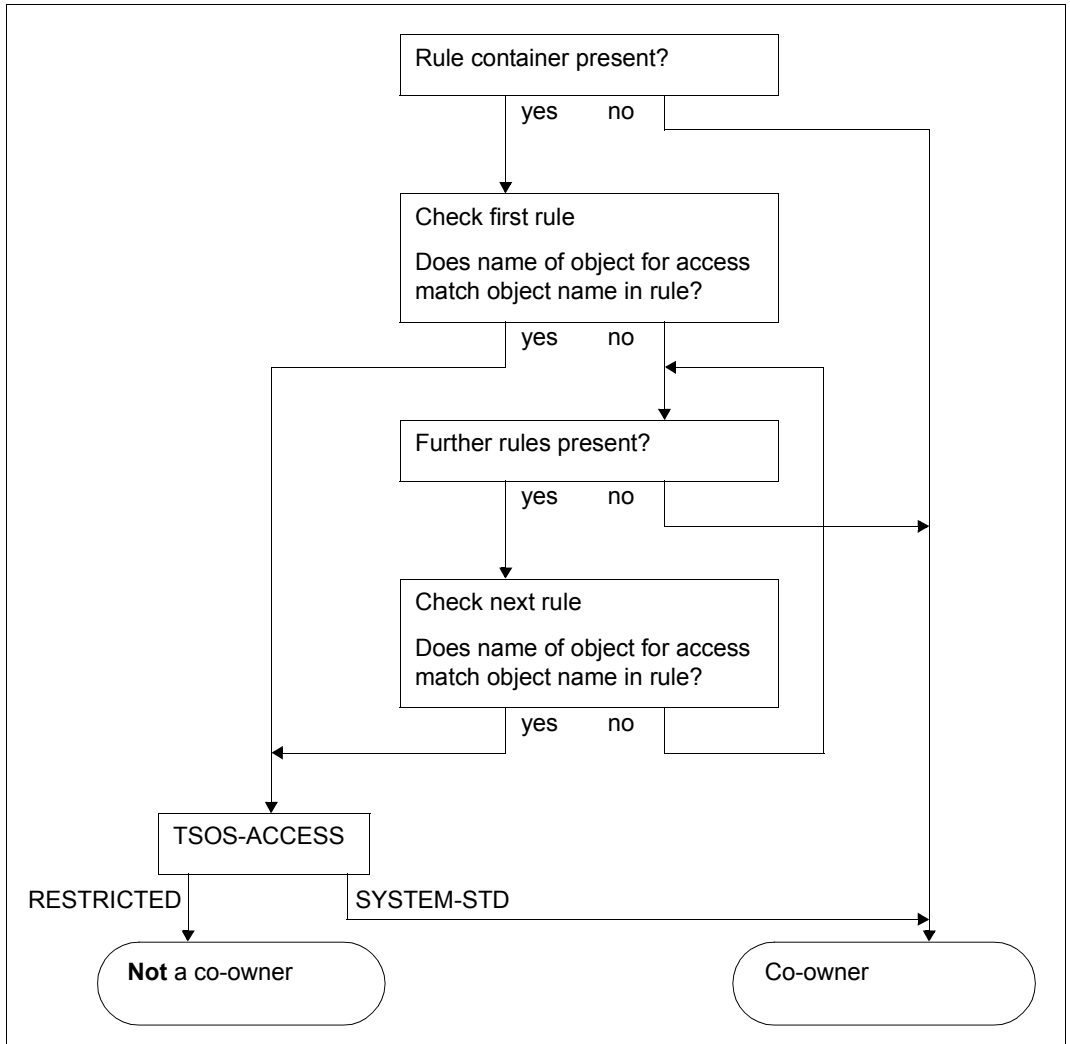 Rule container present?
yes no
Check first rule
Does name of object for access
match object name in rule?
yes no
Further rules present?
yes no
Check next rule
Does name of object for access
match object name in rule?
yes no
TSOS-ACCESS
RESTRICTED SYSTEM-STD
Not a co-owner Co-owner